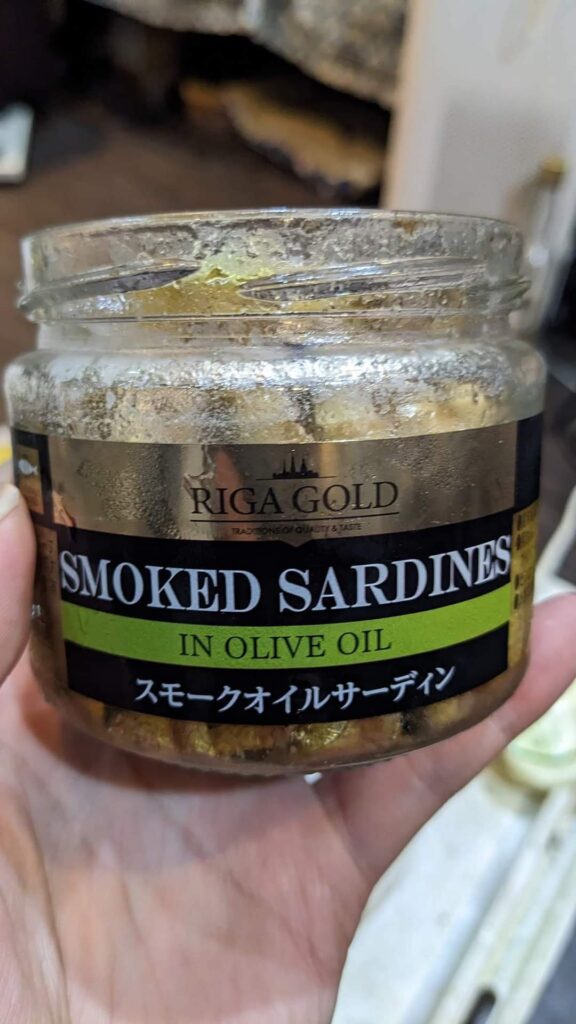 RIGA GOLD
TRADITIONS OF QUALITY & TASTE
SMOKED SARDINES
IN OLIVE OIL
スモークオイルサーディン